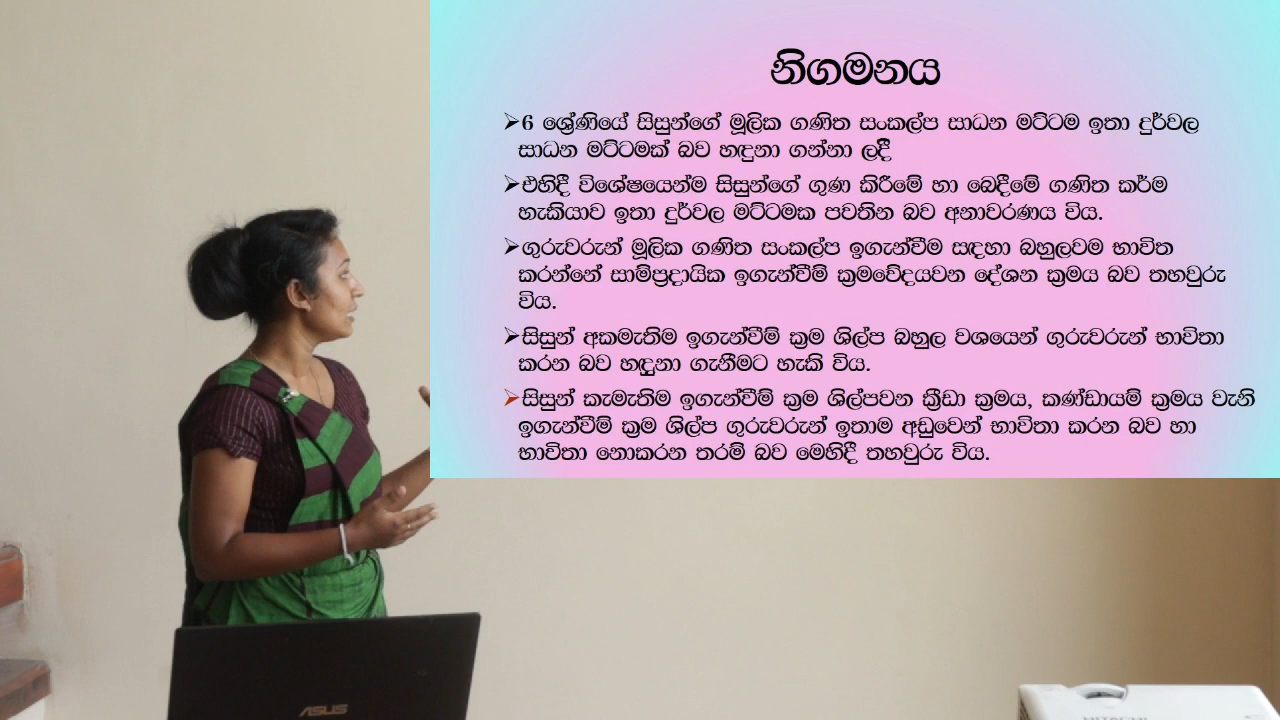 නිගමනය
➢6 ශ්‍රේණියේ සිසුන්ගේ මූලික ගණිත සංකල්ප සාධන මට්ටම ඉතා දුර්වල
සාධන මට්ටමක් බව හඳුනා ගන්නා ලදී
➢එහිදී විශේෂයෙන්ම සිසුන්ගේ ගුණ කිරීමේ හා බෙදීමේ ගණිත කර්ම
හැකියාව ඉතා දුර්වල මට්ටමක පවතින බව අනාවරණය විය.
➢ගුරුවරුන් මූලික ගණිත සංකල්ප ඉගැන්වීම සඳහා බහුලවම භාවිත
කරන්නේ සාම්ප්‍රදායික ඉගැන්වීම් ක්‍රමවේදයවන දේශන ක්‍රමය බව තහවුරු
විය.
➢සිසුන් අකමැතිම ඉගැන්වීම් ක්‍රම ශිල්ප බහුල වශයෙන් ගුරුවරුන් භාවිතා
කරන බව හඳුනා ගැනීමට හැකි විය.
➢සිසුන් කැමැතිම ඉගැන්වීම් ක්‍රම ශිල්පවන ක්‍රීඩා ක්‍රමය, කණ්ඩායම් ක්‍රමය වැනි
ඉගැන්වීම් ක්‍රම ශිල්ප ගුරුවරුන් ඉතාම අඩුවෙන් භාවිතා කරන බව හා
භාවිතා නොකරන තරම් බව මෙහිදී තහවුරු විය.
ASUS
HITACHI